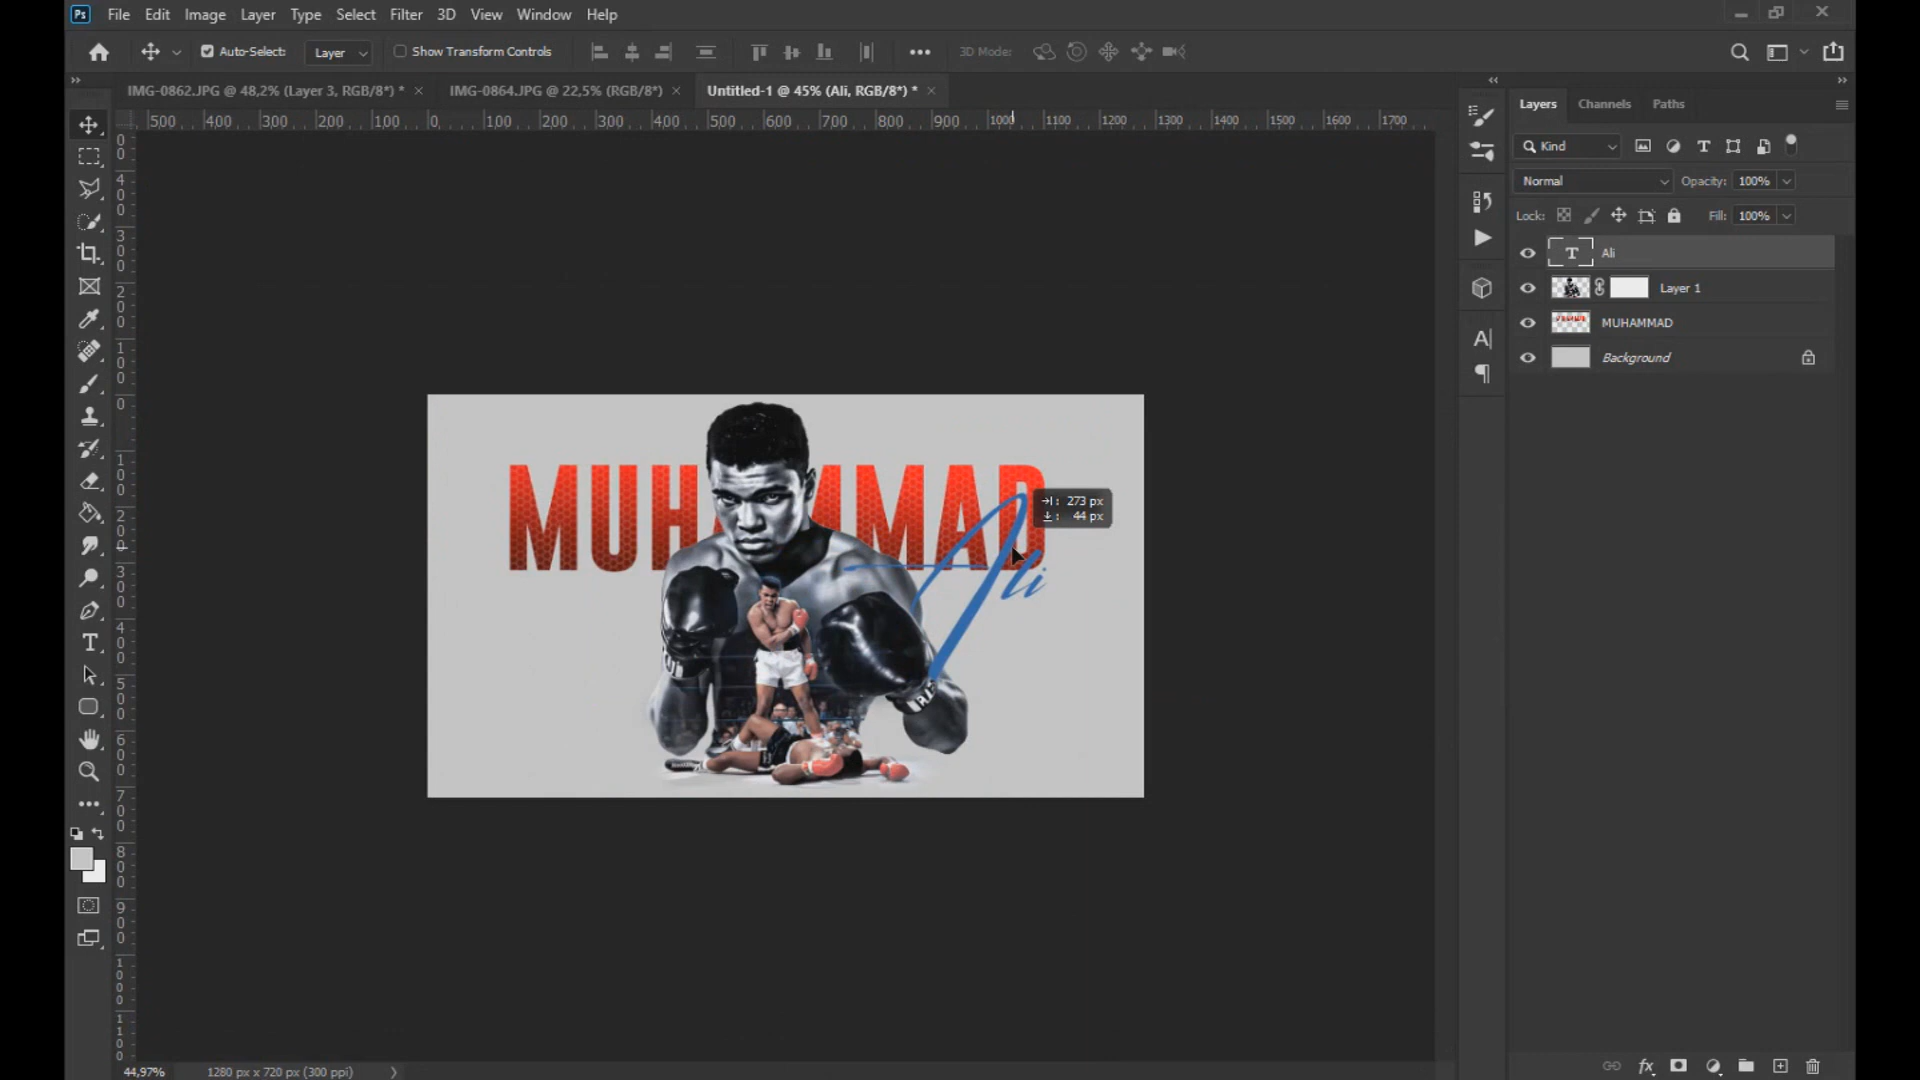 Ps File Edit Image Layer Type Select Filter 3D View Window Help
Auto-Select: Layer Show Transform Controls 3D Mode:
IMG-0862.JPG @ 48,2% (Layer 3, RGB/8*) * × IMG-0864.JPG @ 22,5% (RGB/8*) × Untitled-1 @ 45% (Ali, RGB/8*) * ×
500 400 300 200 100 0 100 200 300 400 500 600 700 800 900 1000 1100 1200 1300 1400 1500 1600 1700
Layers Channels Paths
Kind
Normal Opacity: 100%
Lock: Fill: 100%
Ali
Layer 1
MUHAMMAD
Background
MUHAMMAD
Ali
273 px
44 px
44,97% 1280 px x 720 px (300 ppi)